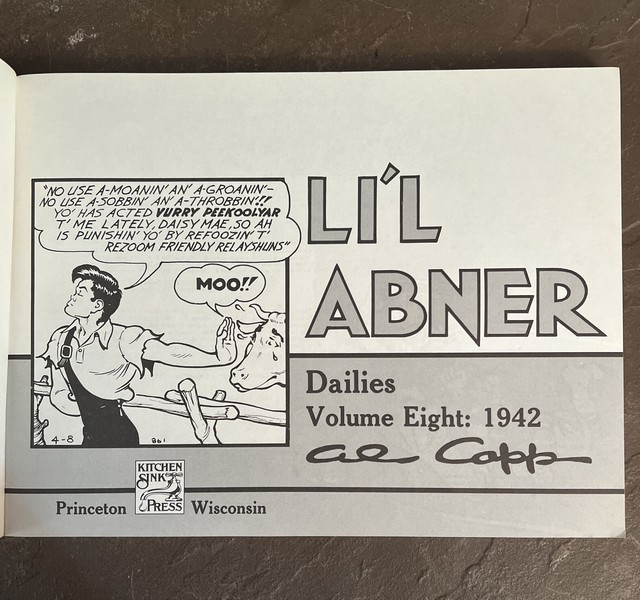 "NO USE A-MOANIN' AN' A-GROANIN'—
NO USE A-SOBBIN' AN' A-THROBBIN'!!
YO' HAS ACTED VURRY PEEKOOLYAR
T' ME LATELY, DAISY MAE, SO AH
IS PUNISHIN' YO' BY REFOOZIN' T'
REZOOM FRIENDLY RELAYSHUNS"
MOO!!
4-8
861
LI'L
ABNER
Dailies
Volume Eight: 1942
Al Capp
KITCHEN
SINK
PRESS
Princeton Wisconsin